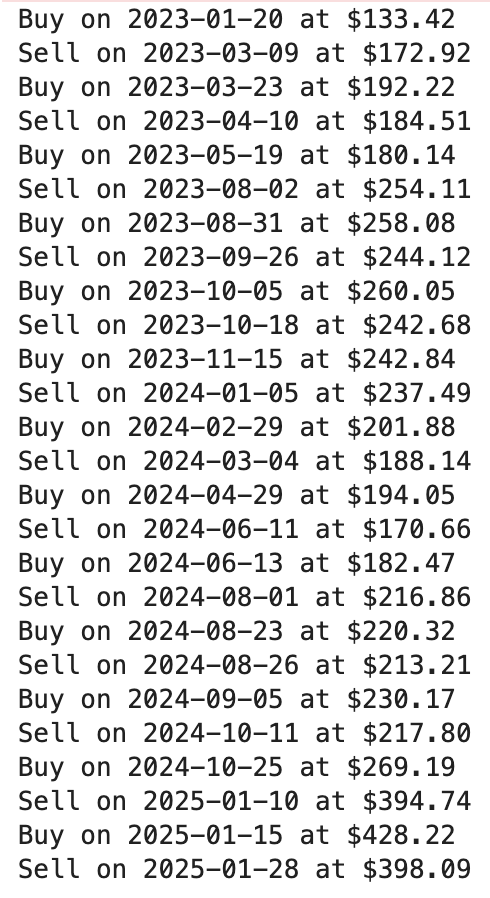 Buy on 2023-01-20 at $133.42
Sell on 2023-03-09 at $172.92
Buy on 2023-03-23 at $192.22
Sell on 2023-04-10 at $184.51
Buy on 2023-05-19 at $180.14
Sell on 2023-08-02 at $254.11
Buy on 2023-08-31 at $258.08
Sell on 2023-09-26 at $244.12
Buy on 2023-10-05 at $260.05
Sell on 2023-10-18 at $242.68
Buy on 2023-11-15 at $242.84
Sell on 2024-01-05 at $237.49
Buy on 2024-02-29 at $201.88
Sell on 2024-03-04 at $188.14
Buy on 2024-04-29 at $194.05
Sell on 2024-06-11 at $170.66
Buy on 2024-06-13 at $182.47
Sell on 2024-08-01 at $216.86
Buy on 2024-08-23 at $220.32
Sell on 2024-08-26 at $213.21
Buy on 2024-09-05 at $230.17
Sell on 2024-10-11 at $217.80
Buy on 2024-10-25 at $269.19
Sell on 2025-01-10 at $394.74
Buy on 2025-01-15 at $428.22
Sell on 2025-01-28 at $398.09